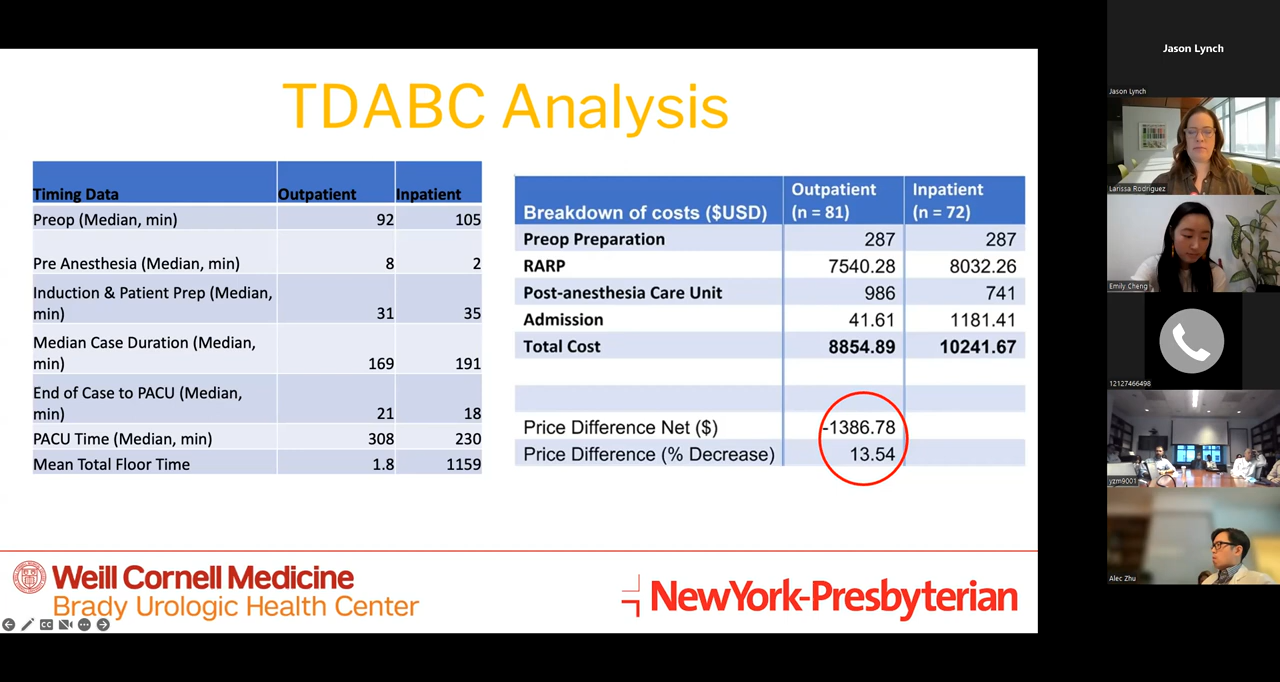 TDABC Analysis
Timing Data Outpatient Inpatient
Preop (Median, min) 92 105
Pre Anesthesia (Median, min) 8 2
Induction & Patient Prep (Median,
min) 31 35
Median Case Duration (Median,
min) 169 191
End of Case to PACU (Median,
min) 21 18
PACU Time (Median, min) 308 230
Mean Total Floor Time 1.8 1159
Breakdown of costs ($USD) Outpatient (n = 81) Inpatient (n = 72)
Preop Preparation 287 287
RARP 7540.28 8032.26
Post-anesthesia Care Unit 986 741
Admission 41.61 1181.41
Total Cost 8854.89 10241.67
Price Difference Net ($) -1386.78
Price Difference (% Decrease) 13.54
Weill Cornell Medicine
Brady Urologic Health Center
NewYork-Presbyterian
CC
Jason Lynch
Jason Lynch
Larissa Rodriguez
Emily Cheng
12127466498
yzm9001
Alec Zhu